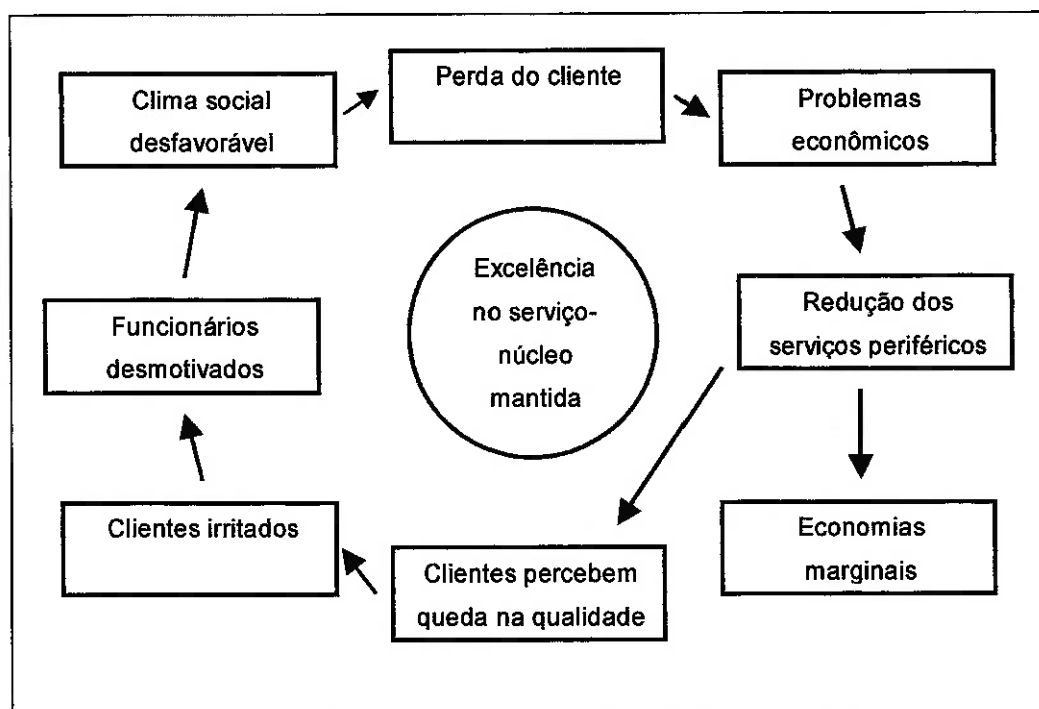 Clima social
desfavorável
Perda do cliente
Problemas
econômicos
Excelência
no serviço-
núcleo
mantida
Funcionários
desmotivados
Redução dos
serviços periféricos
Clientes irritados
Clientes percebem
queda na qualidade
Economias
marginais